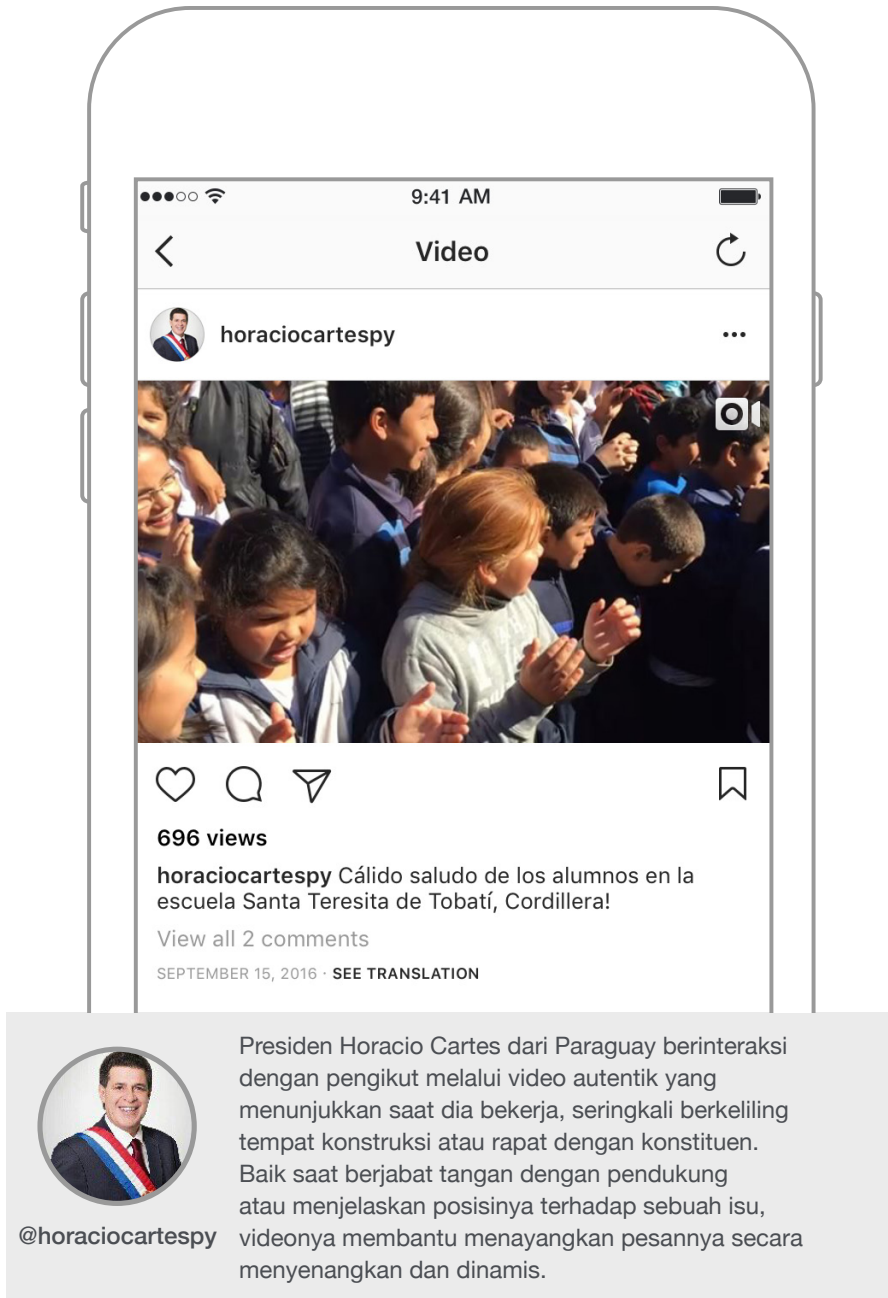 9:41 AM
Video
horaciocartespy
696 views
horaciocartespy Cálido saludo de los alumnos en la
escuela Santa Teresita de Tobatí, Cordillera!
View all 2 comments
SEPTEMBER 15, 2016 · SEE TRANSLATION
Presiden Horacio Cartes dari Paraguay berinteraksi
dengan pengikut melalui video autentik yang
menunjukkan saat dia bekerja, seringkali berkeliling
tempat konstruksi atau rapat dengan konstituen.
Baik saat berjabat tangan dengan pendukung
atau menjelaskan posisinya terhadap sebuah isu,
videonya membantu menayangkan pesannya secara
menyenangkan dan dinamis.
@horaciocartespy